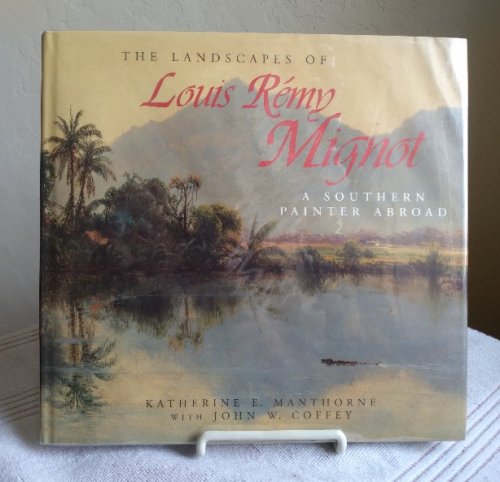 THE LANDSCAPES OF
Louis Rémy
Mignot
A SOUTHERN
PAINTER ABROAD
KATHERINE E. MANTHORNE
WITH JOHN W. COFFEY